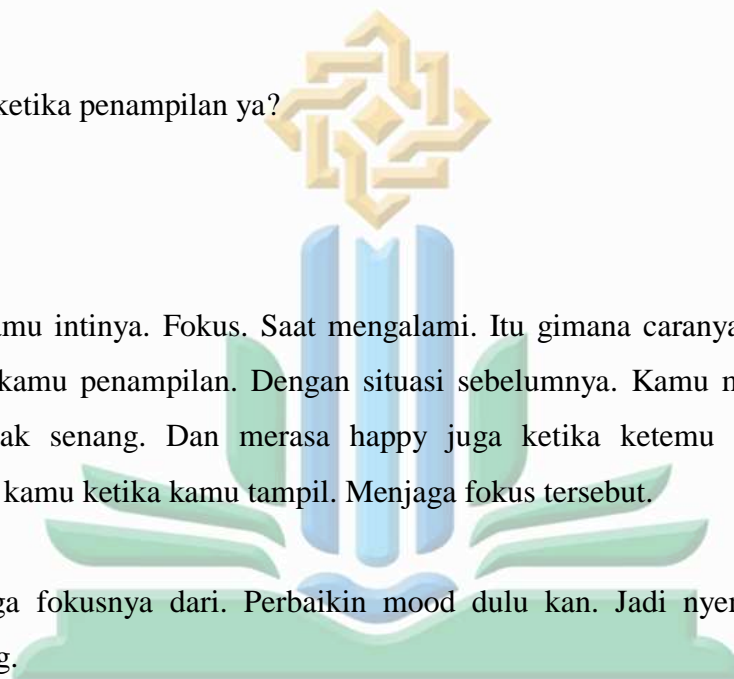 ketika penampilan ya?
amu intinya. Fokus. Saat mengalami. Itu gimana caranya
kamu penampilan. Dengan situasi sebelumnya. Kamu
ak senang. Dan merasa happy juga ketika ketemu
kamu ketika kamu tampil. Menjaga fokus tersebut.
ga fokusnya dari. Perbaikin mood dulu kan. Jadi
g.